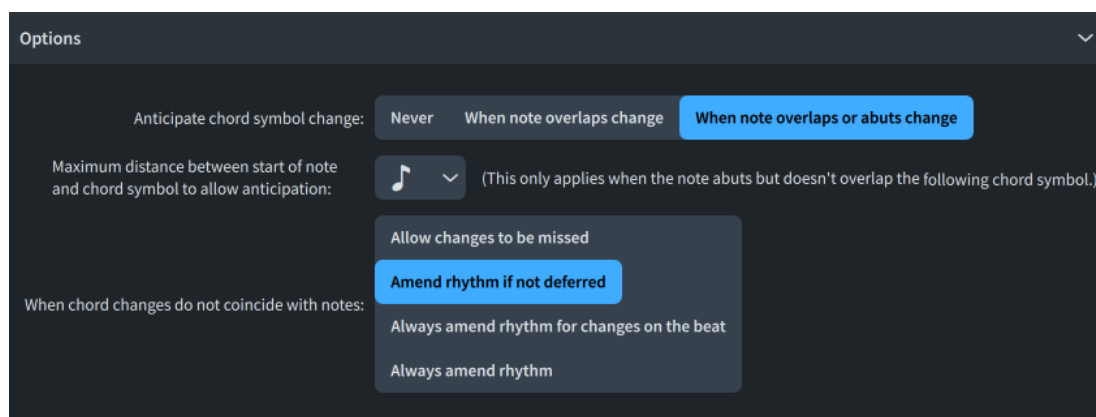 Options
Anticipate chord symbol change: Never When note overlaps change When note overlaps or abuts change
Maximum distance between start of note
and chord symbol to allow anticipation:
(This only applies when the note abuts but doesn't overlap the following chord symbol.)
Allow changes to be missed
Amend rhythm if not deferred
When chord changes do not coincide with notes:
Always amend rhythm for changes on the beat
Always amend rhythm